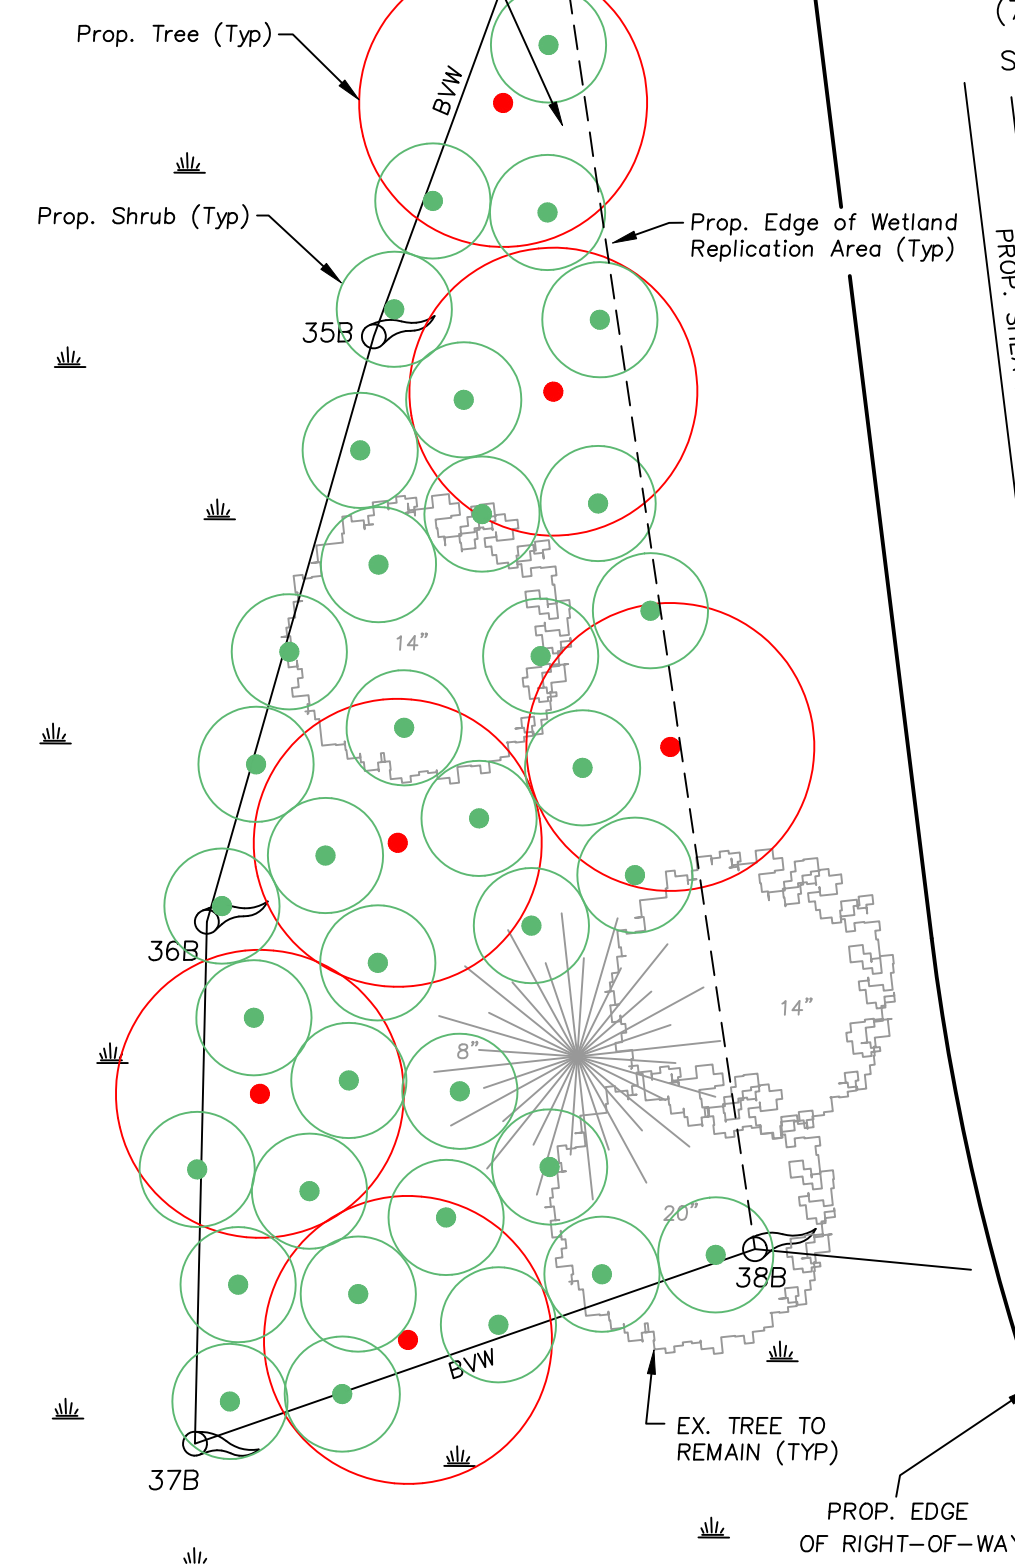 (7
S
Prop. Tree (Typ)
BVW
Prop. Shrub (Typ)
Prop. Edge of Wetland
Replication Area (Typ)
PROP.
35B
14"
36B
14"
8"
20"
38B
BVW
EX. TREE TO
REMAIN (TYP)
37B
PROP. EDGE
OF RIGHT-OF-WAY